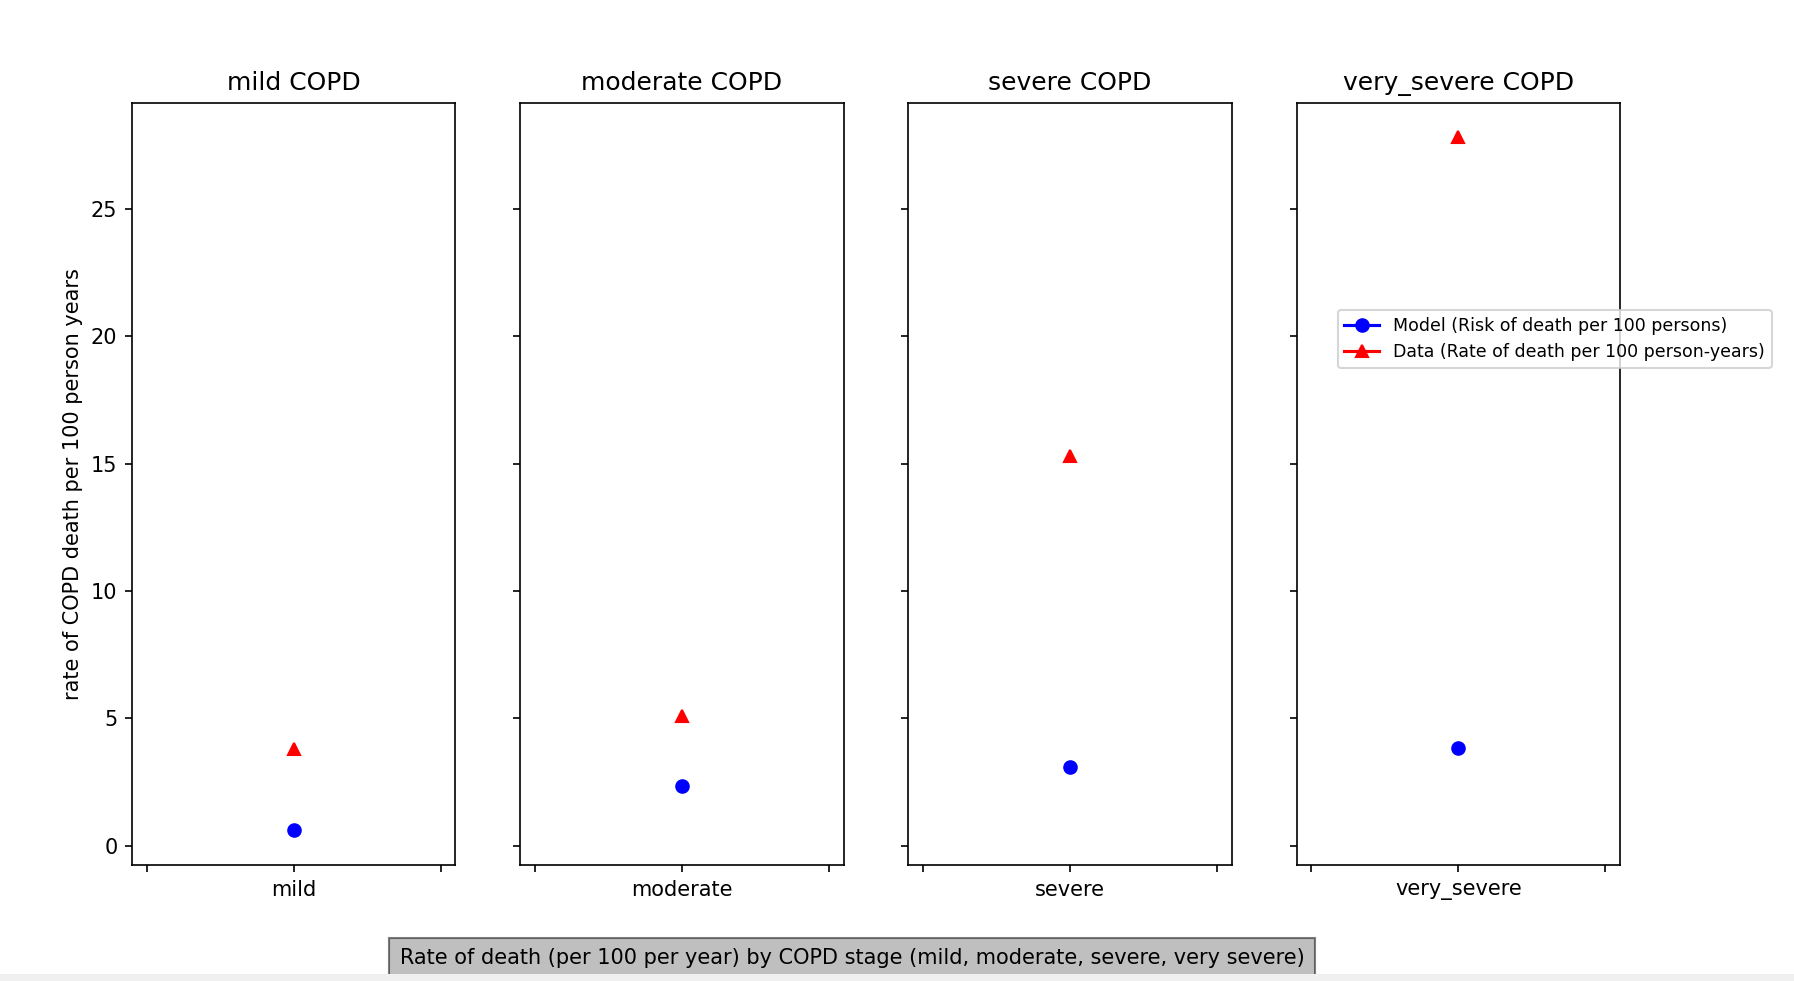 mild COPD
moderate COPD
severe COPD
very_severe COPD
rate of COPD death per 100 person years
25
20
15
10
5
0
Model (Risk of death per 100 persons)
Data (Rate of death per 100 person-years)
mild
moderate
severe
very_severe
Rate of death (per 100 per year) by COPD stage (mild, moderate, severe, very severe)